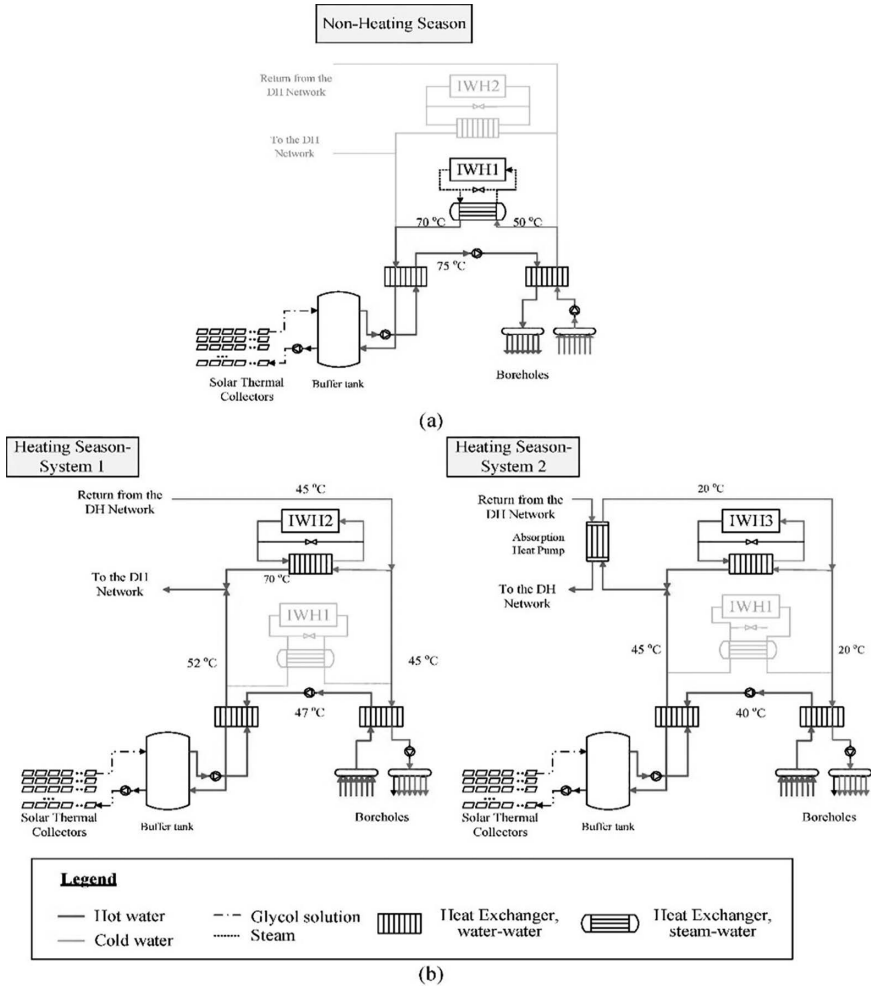 Non-Heating Season
Return from the
DH Network
IWH2
To the DH
Network
IWH1
70 °C
50 °C
75 °C
Solar Thermal
Collectors
Buffer tank
Boreholes
(a)
Heating Season-
System 1
Return from the
DH Network
45 °C
IWH2
70 °C
To the DH
Network
IWH1
52 °C
45 °C
47 °C
Solar Thermal
Collectors
Buffer tank
Boreholes
Heating Season-
System 2
Return from the
DH Network
20 °C
Absorption
Heat Pump
IWH3
To the DH
Network
IWH1
45 °C
20 °C
40 °C
Solar Thermal
Collectors
Buffer tank
Boreholes
Legend
Hot water
Cold water
Glycol solution
Steam
Heat Exchanger,
water-water
Heat Exchanger,
steam-water
(b)